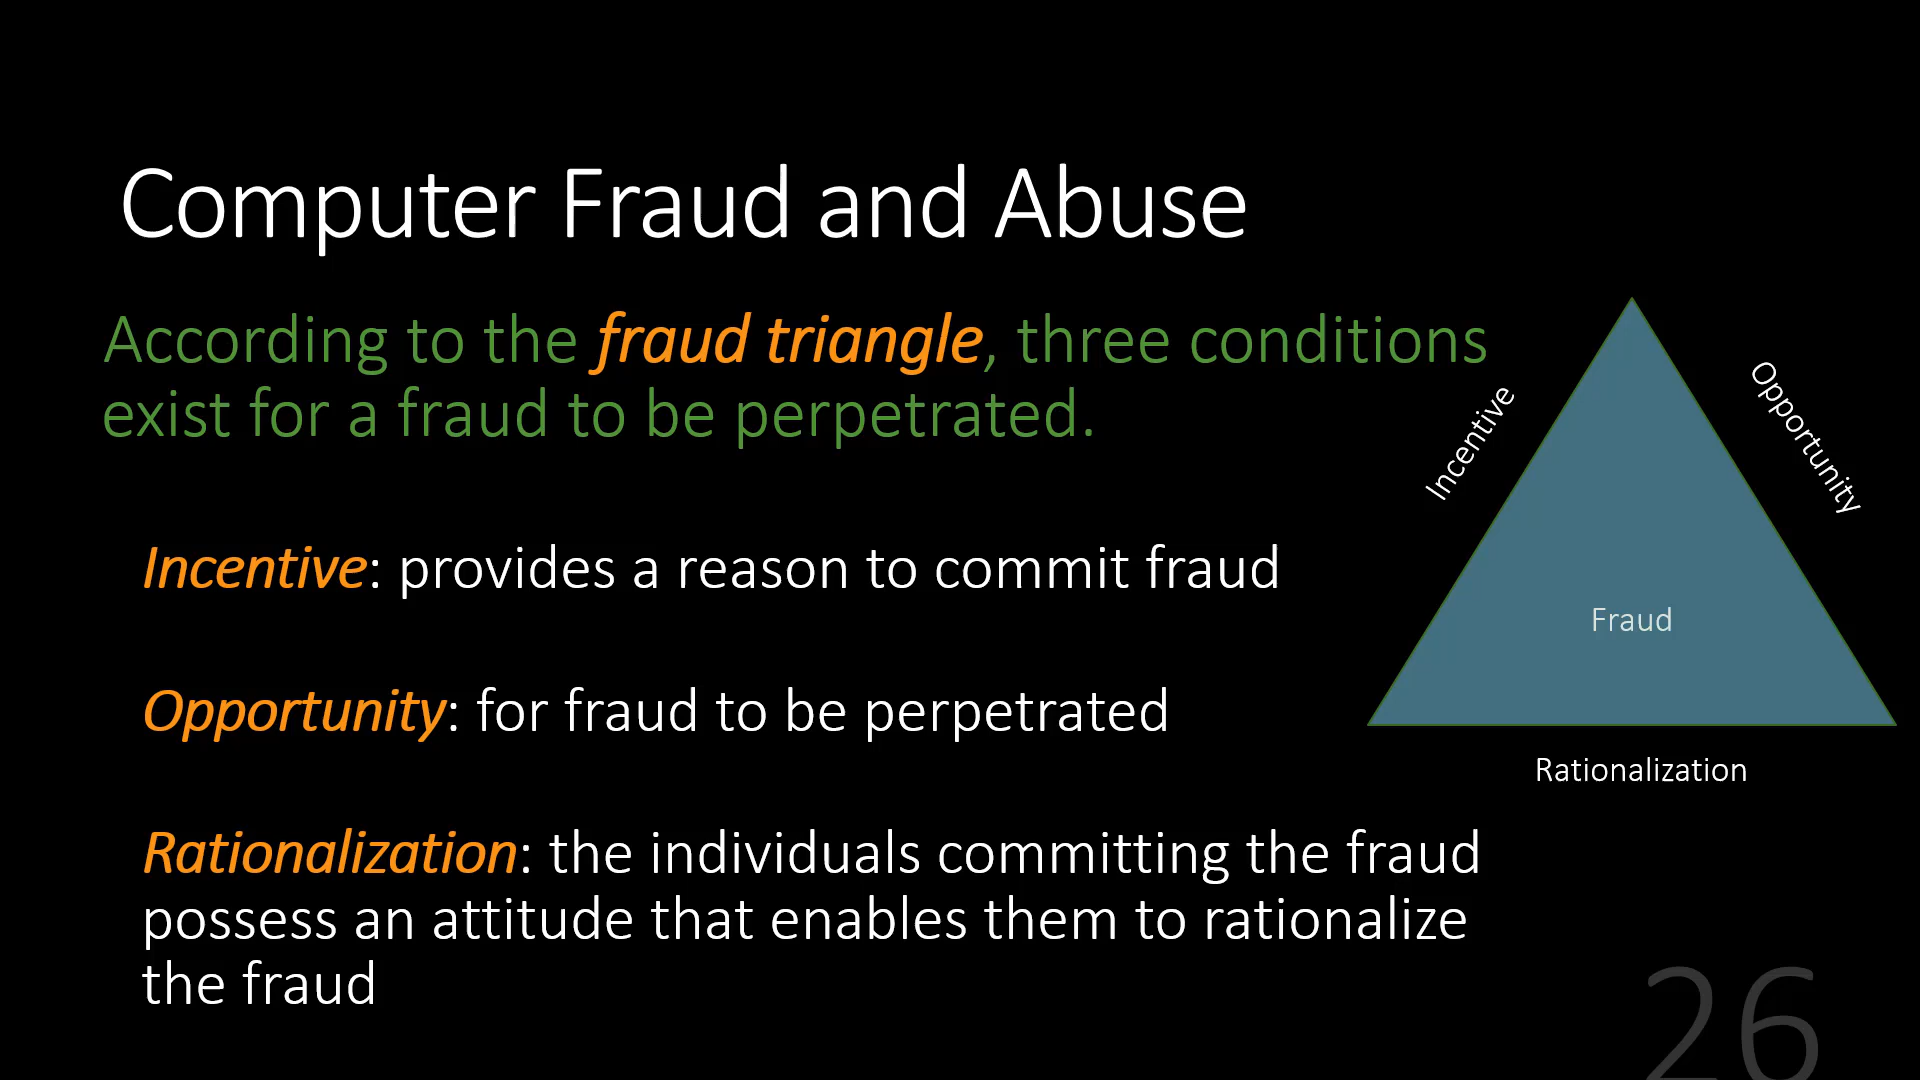 Computer Fraud and Abuse
According to the fraud triangle, three conditions
exist for a fraud to be perpetrated.
Incentive: provides a reason to commit fraud
Opportunity: for fraud to be perpetrated
Rationalization: the individuals committing the fraud
possess an attitude that enables them to rationalize
the fraud
Incentive
Opportunity
Fraud
Rationalization
26